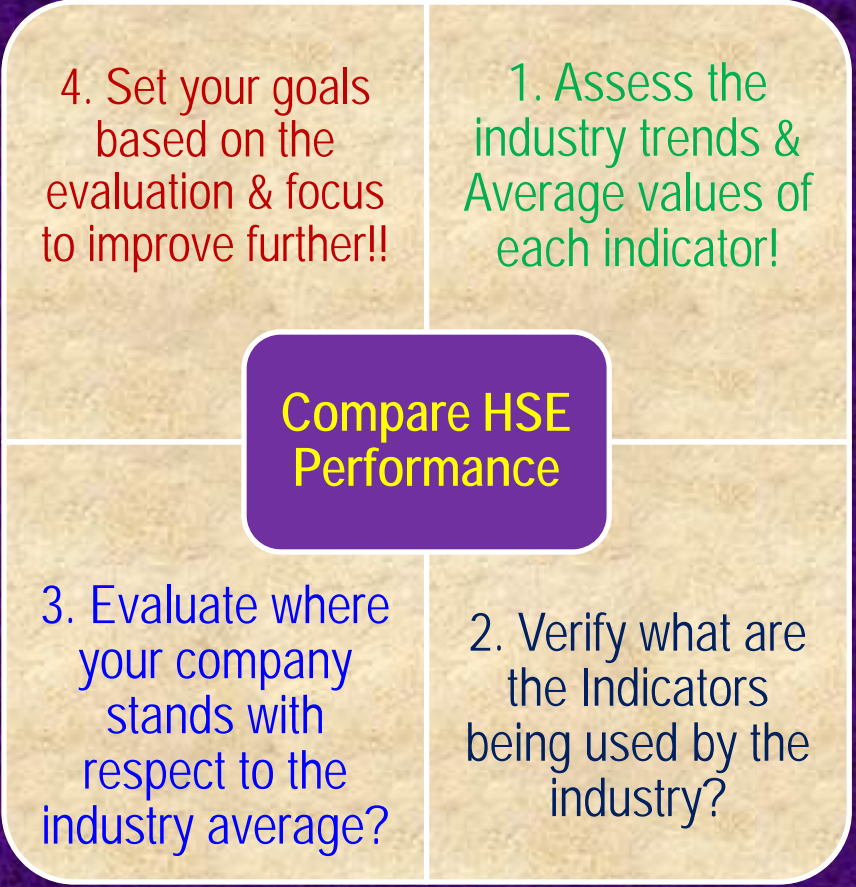 4. Set your goals
based on the
evaluation & focus
to improve further!!
1. Assess the
industry trends &
Average values of
each indicator!
Compare HSE
Performance
3. Evaluate where
your company
stands with
respect to the
industry average?
2. Verify what are
the Indicators
being used by the
industry?